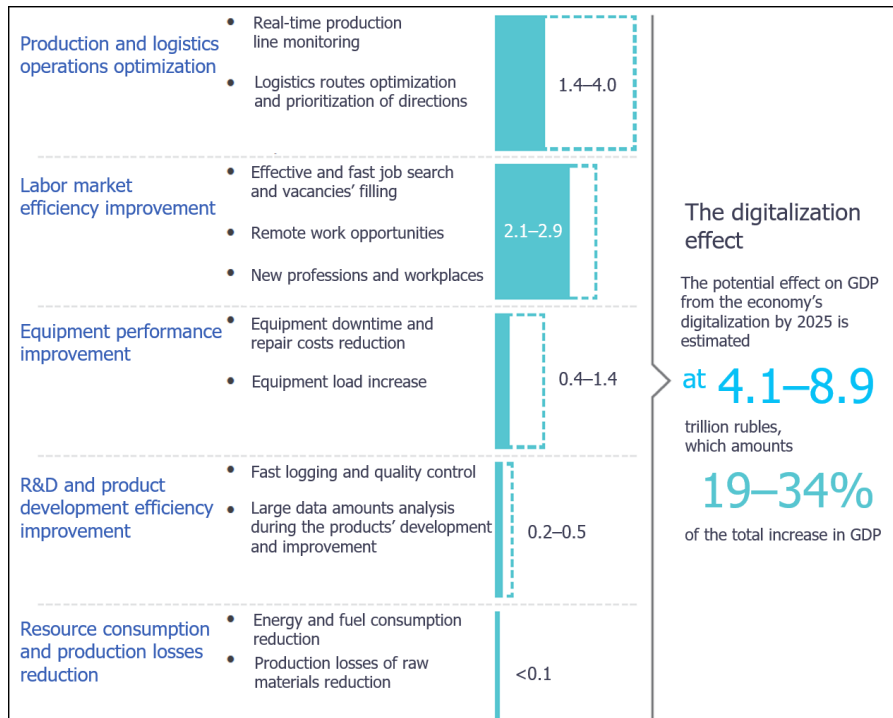 Production and logistics
operations optimization
• Real-time production
line monitoring
• Logistics routes optimization
and prioritization of directions
1.4–4.0
Labor market
efficiency improvement
• Effective and fast job search
and vacancies’ filling
• Remote work opportunities
• New professions and workplaces
2.1–2.9
Equipment performance
improvement
• Equipment downtime and
repair costs reduction
• Equipment load increase
0.4–1.4
R&D and product
development efficiency
improvement
• Fast logging and quality control
• Large data amounts analysis
during the products’ development
and improvement
0.2–0.5
Resource consumption
and production losses
reduction
• Energy and fuel consumption
reduction
• Production losses of raw
materials reduction
<0.1
The digitalization
effect
The potential effect on GDP
from the economy’s
digitalization by 2025 is
estimated
at 4.1–8.9
trillion rubles,
which amounts
19–34%
of the total increase in GDP